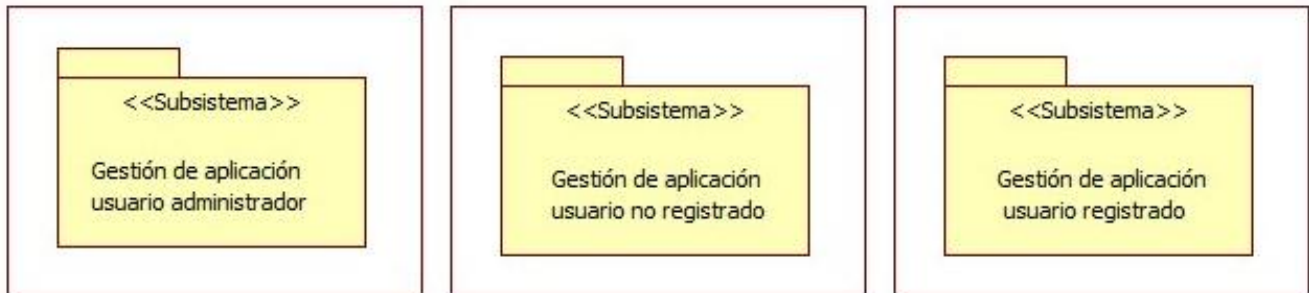 <<Subsistema>>
Gestión de aplicación
usuario administrador
<<Subsistema>>
Gestión de aplicación
usuario no registrado
<<Subsistema>>
Gestión de aplicación
usuario registrado